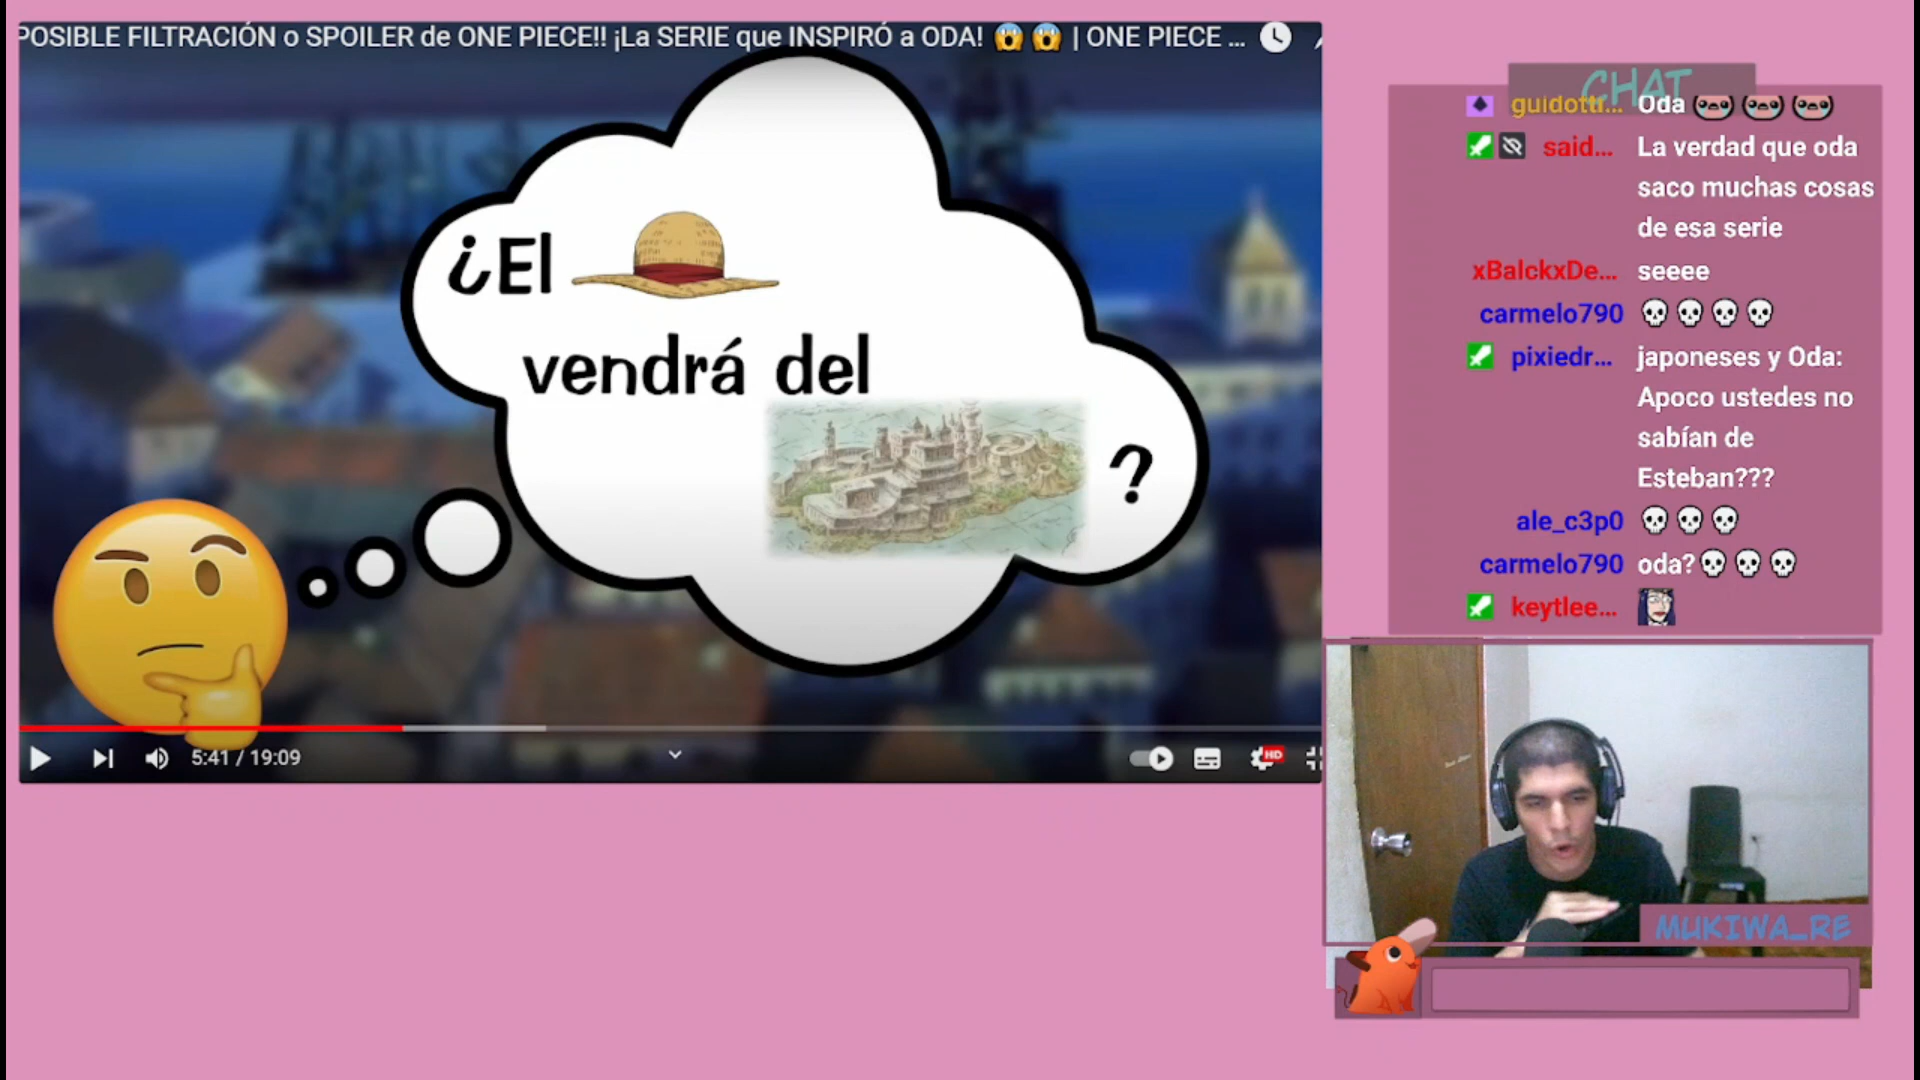 POSIBLE FILTRACIÓN o SPOILER de ONE PIECE!! ¡La SERIE que INSPIRÓ a ODA! 😱 😱 | ONE PIECE ...
¿El
vendrá del
?
5:41 / 19:09
HD
CHAT
guidotti... Oda
said... La verdad que oda
saco muchas cosas
de esa serie
xBalckxDe... seeee
carmelo790 💀💀💀💀
pixiedr... japoneses y Oda:
Apoco ustedes no
sabían de
Esteban???
ale_c3p0 💀💀💀
carmelo790 oda?💀💀💀
keytlee...
MUKIWA_RE